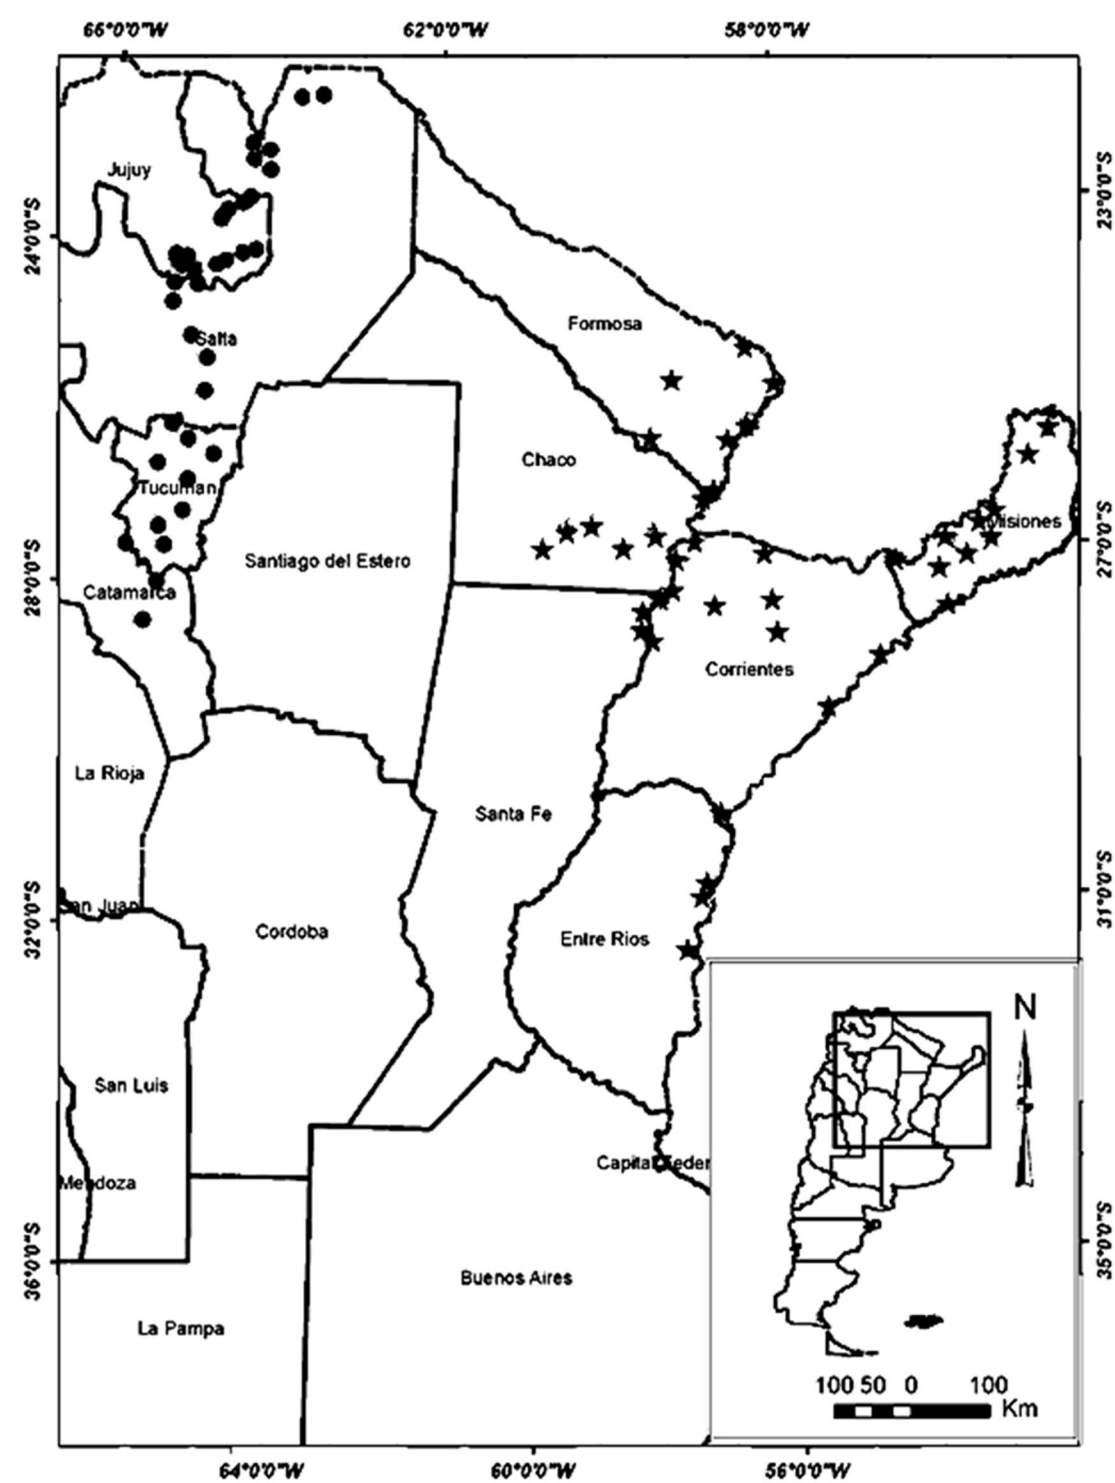 66°0'0"W 62°0'0"W 58°0'0"W
23°0'0"S
Jujuy
24°0'0"S
Formosa
Salta
Chaco
Tucuman
Misiones
27°0'0"S
Santiago del Estero
28°0'0"S
Catamarca
Corrientes
La Rioja
Santa Fe
31°0'0"S
San Juan
32°0'0"S
Cordoba
Entre Rios
N
San Luis
Capital Feder
Mendoza
35°0'0"S
36°0'0"S
Buenos Aires
La Pampa
100 50 0 100
Km
64°0'0"W 60°0'0"W 56°0'0"W